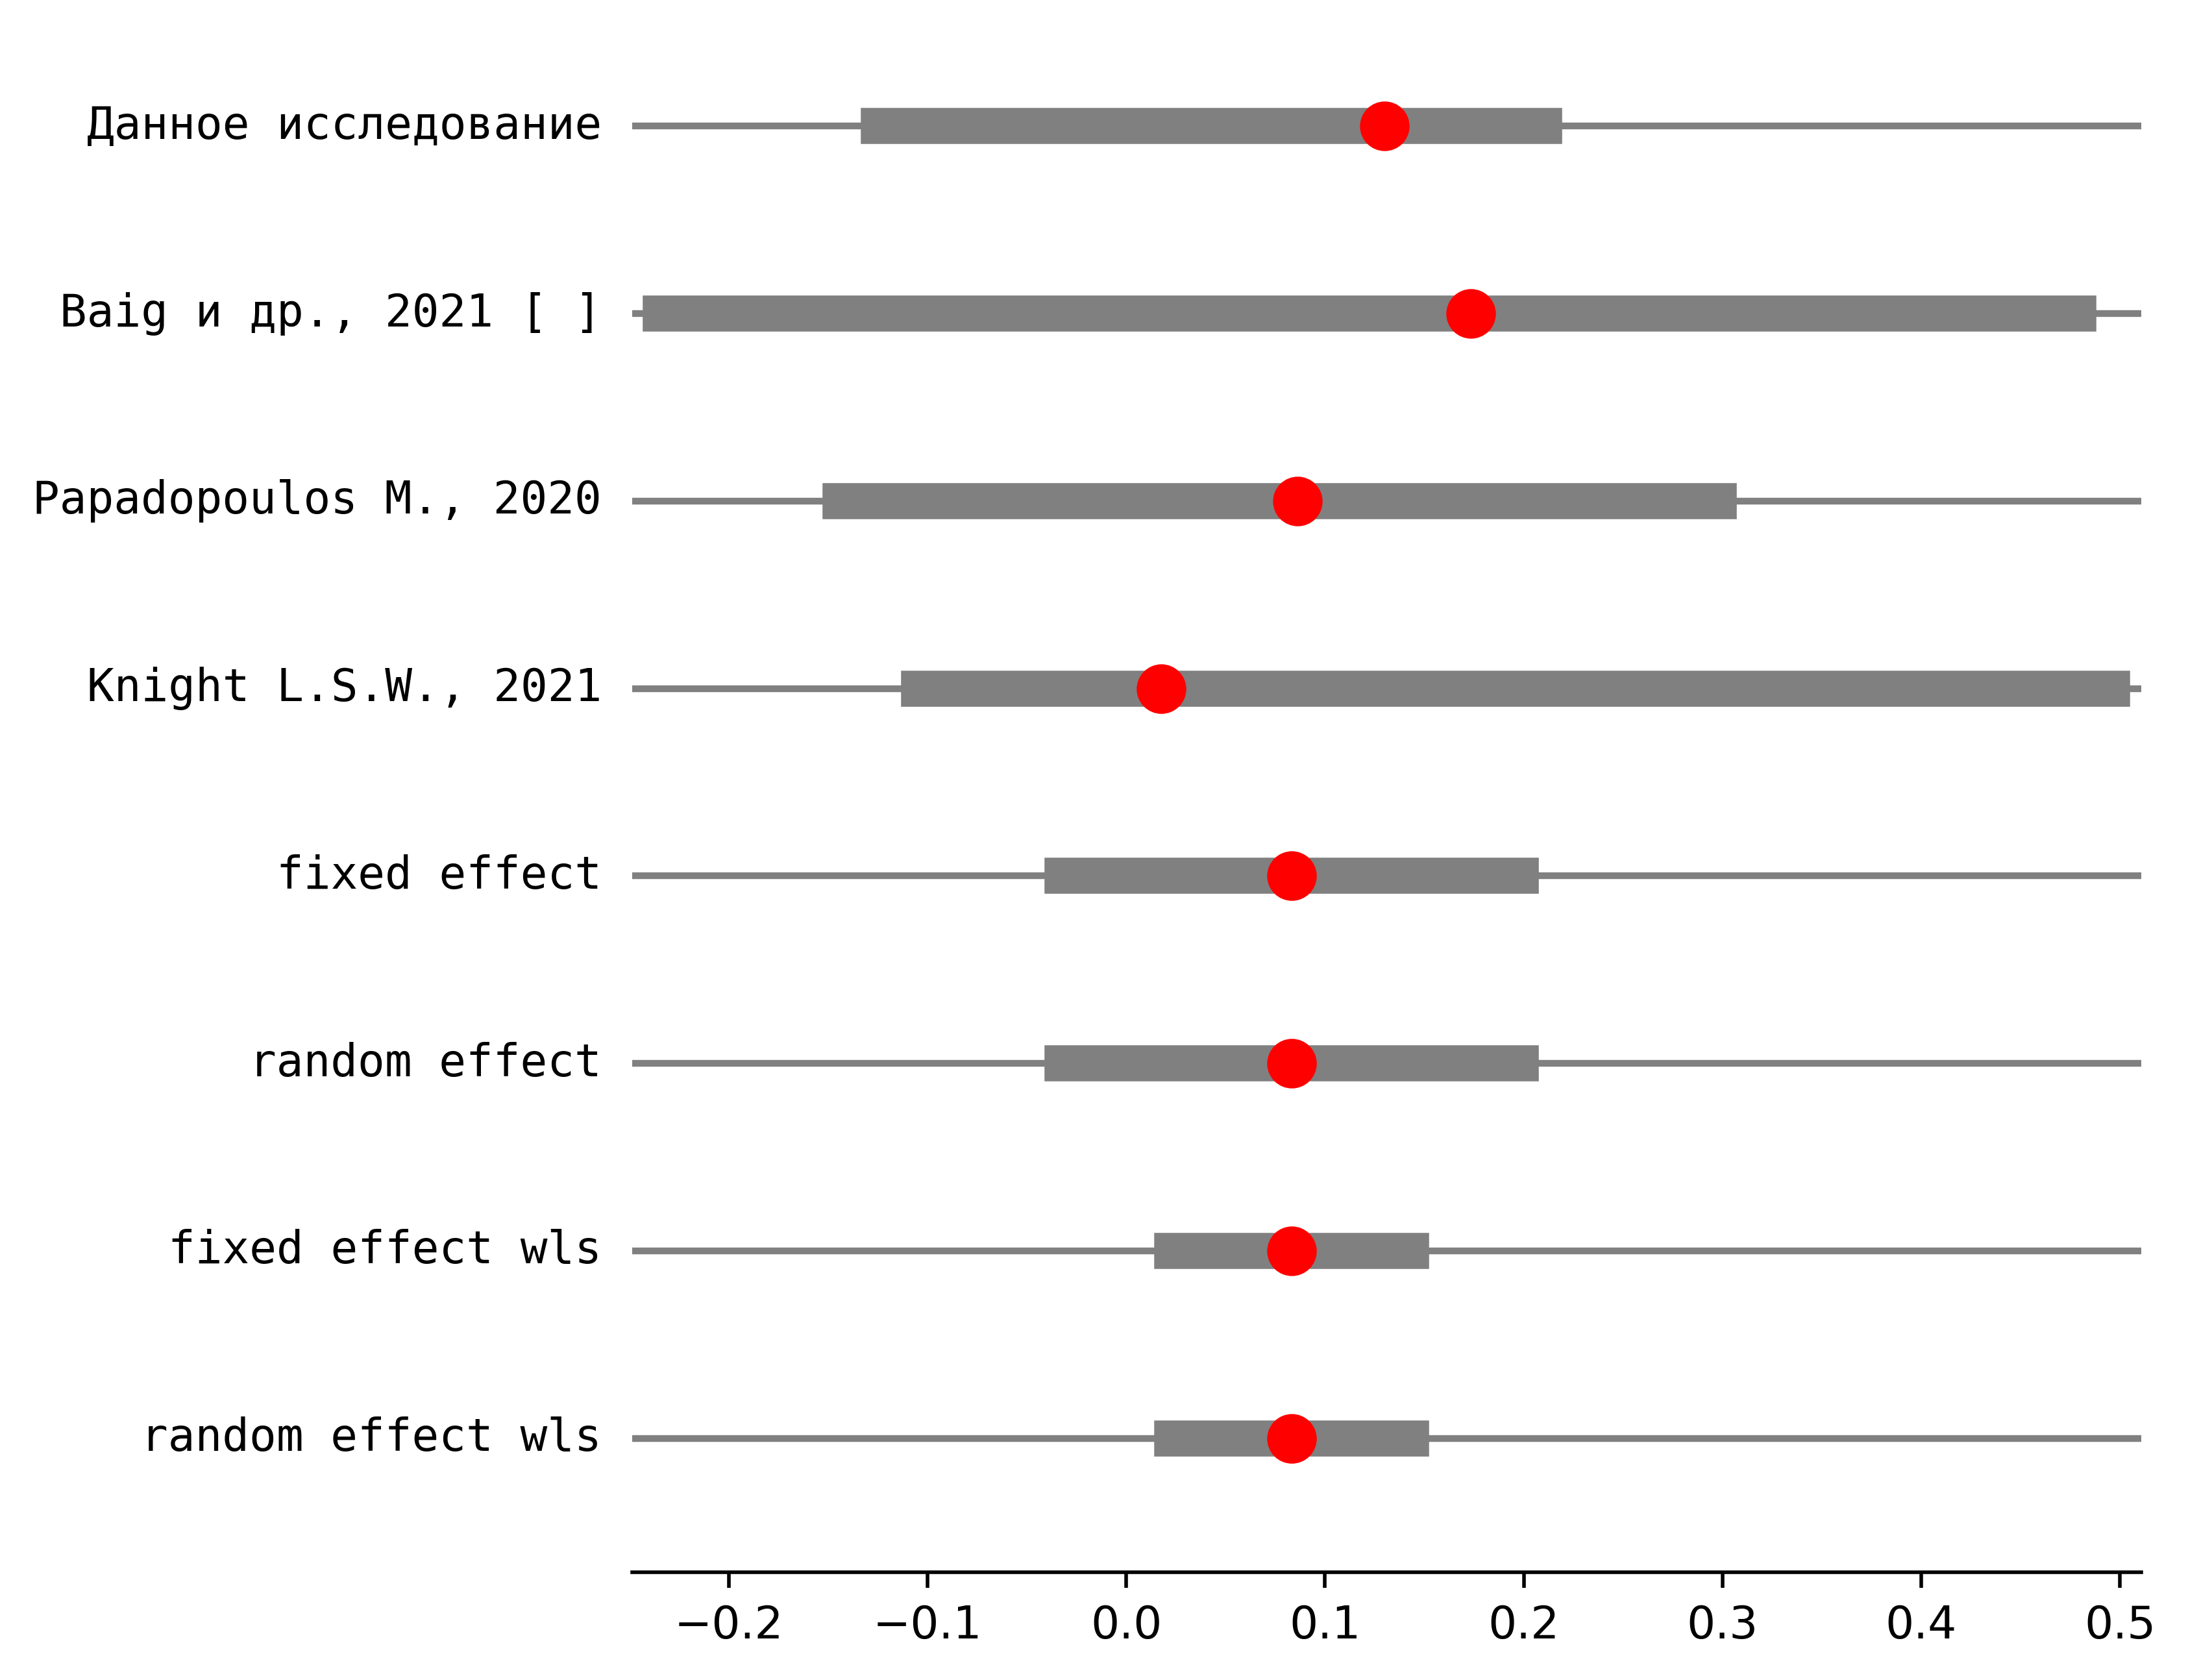 Данное исследование
Baig и др., 2021 [ ]
Papadopoulos M., 2020
Knight L.S.W., 2021
fixed effect
random effect
fixed effect wls
random effect wls
−0.2 −0.1 0.0 0.1 0.2 0.3 0.4 0.5